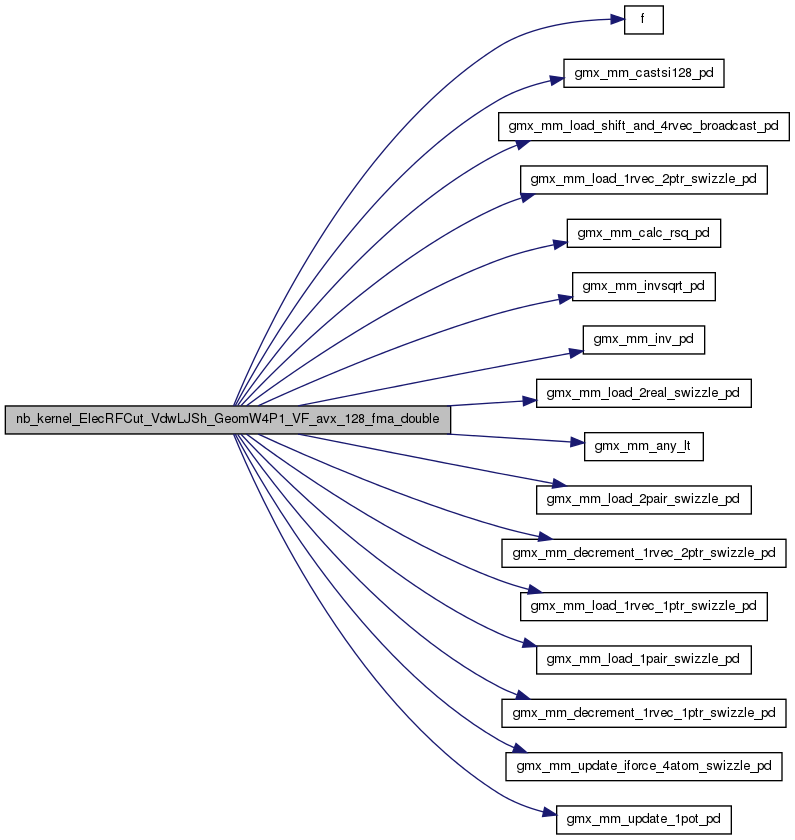 f
gmx_mm_castsi128_pd
gmx_mm_load_shift_and_4rvec_broadcast_pd
gmx_mm_load_1rvec_2ptr_swizzle_pd
gmx_mm_calc_rsq_pd
gmx_mm_invsqrt_pd
gmx_mm_inv_pd
gmx_mm_load_2real_swizzle_pd
nb_kernel_ElecRFCut_VdwLJSh_GeomW4P1_VF_avx_128_fma_double
gmx_mm_any_lt
gmx_mm_load_2pair_swizzle_pd
gmx_mm_decrement_1rvec_2ptr_swizzle_pd
gmx_mm_load_1rvec_1ptr_swizzle_pd
gmx_mm_load_1pair_swizzle_pd
gmx_mm_decrement_1rvec_1ptr_swizzle_pd
gmx_mm_update_iforce_4atom_swizzle_pd
gmx_mm_update_1pot_pd